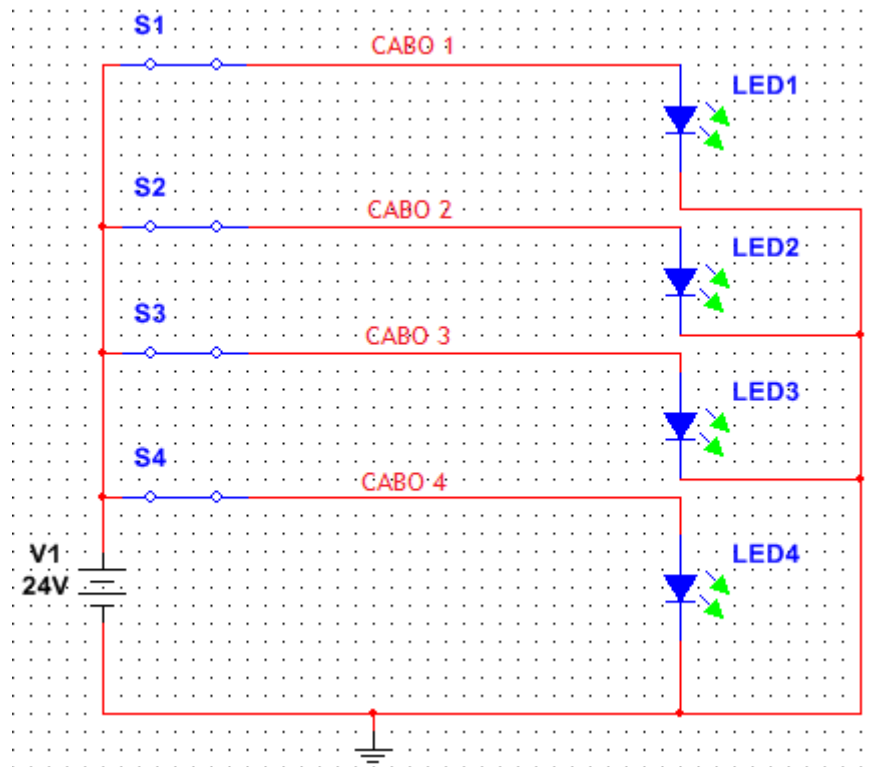 S1
CABO 1
LED1
S2
CABO 2
LED2
S3
CABO 3
LED3
S4
CABO 4
V1
24V
LED4